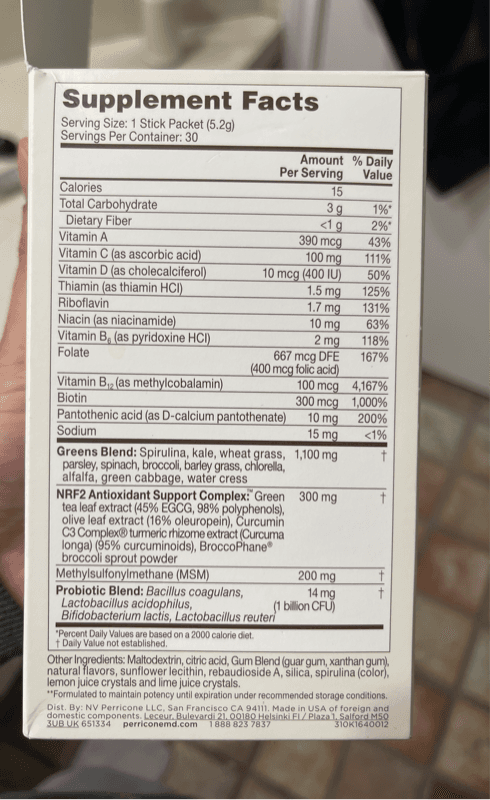 Supplement Facts
Serving Size: 1 Stick Packet (5.2g)
Servings Per Container: 30
Amount Per Serving % Daily Value
Calories 15
Total Carbohydrate 3 g 1%*
Dietary Fiber <1 g 2%*
Vitamin A 390 mcg 43%
Vitamin C (as ascorbic acid) 100 mg 111%
Vitamin D (as cholecalciferol) 10 mcg (400 IU) 50%
Thiamin (as thiamin HCl) 1.5 mg 125%
Riboflavin 1.7 mg 131%
Niacin (as niacinamide) 10 mg 63%
Vitamin B6 (as pyridoxine HCl) 2 mg 118%
Folate 667 mcg DFE 167%
(400 mcg folic acid)
Vitamin B12 (as methylcobalamin) 100 mcg 4,167%
Biotin 300 mcg 1,000%
Pantothenic acid (as D-calcium pantothenate) 10 mg 200%
Sodium 15 mg <1%
Greens Blend: Spirulina, kale, wheat grass, 1,100 mg †
parsley, spinach, broccoli, barley grass, chlorella,
alfalfa, green cabbage, water cress
NRF2 Antioxidant Support Complex:™ Green 300 mg †
tea leaf extract (45% EGCG, 98% polyphenols),
olive leaf extract (16% oleuropein), Curcumin
C3 Complex® turmeric rhizome extract (Curcuma
longa) (95% curcuminoids), BroccoPhane®
broccoli sprout powder
Methylsulfonylmethane (MSM) 200 mg †
Probiotic Blend: Bacillus coagulans, 14 mg †
Lactobacillus acidophilus, (1 billion CFU)
Bifidobacterium lactis, Lactobacillus reuteri
*Percent Daily Values are based on a 2000 calorie diet.
† Daily Value not established.
Other Ingredients: Maltodextrin, citric acid, Gum Blend (guar gum, xanthan gum),
natural flavors, sunflower lecithin, rebaudioside A, silica, spirulina (color),
lemon juice crystals and lime juice crystals.
**Formulated to maintain potency until expiration under recommended storage conditions.
Dist. By: NV Perricone LLC, San Francisco CA 94111. Made in USA of foreign and
domestic components. Leceur, Bulevardi 21, 00180 Helsinki FI / Plaza 1, Salford M50
3UB UK 651334 perriconemd.com 1 888 823 7837 310K1640012